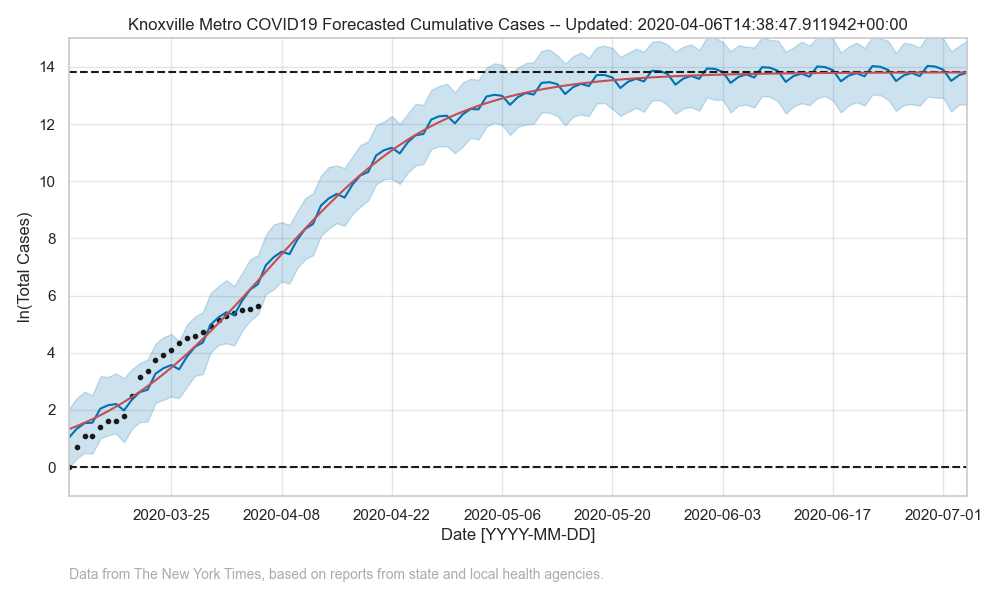 Knoxville Metro COVID19 Forecasted Cumulative Cases -- Updated: 2020-04-06T14:38:47.911942+00:00
14
12
10
8
6
4
2
0
ln(Total Cases)
2020-03-25 2020-04-08 2020-04-22 2020-05-06 2020-05-20 2020-06-03 2020-06-17 2020-07-01
Date [YYYY-MM-DD]
Data from The New York Times, based on reports from state and local health agencies.